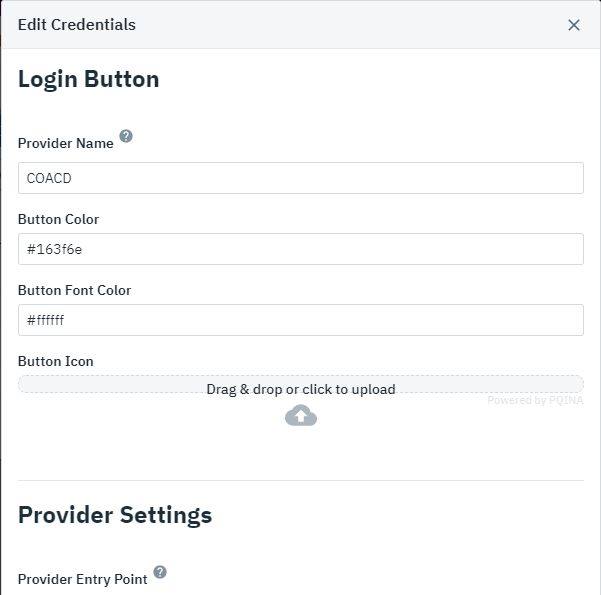 Edit Credentials
Login Button
Provider Name ?
COACD
Button Color
#163f6e
Button Font Color
#ffffff
Button Icon
Drag & drop or click to upload
Powered by PQINA
Provider Settings
Provider Entry Point ?